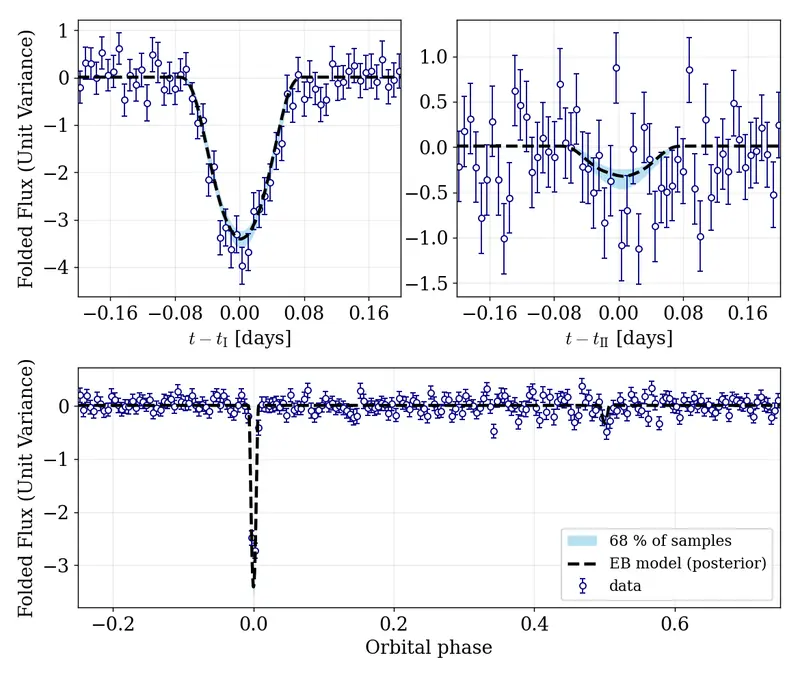 Folded Flux (Unit Variance)
1
0
−1
−2
−3
−4
−0.16 −0.08 0.00 0.08 0.16
t − tI [days]
1.0
0.5
0.0
−0.5
−1.0
−1.5
−0.16 −0.08 0.00 0.08 0.16
t − tII [days]
Folded Flux (Unit Variance)
0
−1
−2
−3
−0.2 0.0 0.2 0.4 0.6
Orbital phase
68 % of samples
EB model (posterior)
data